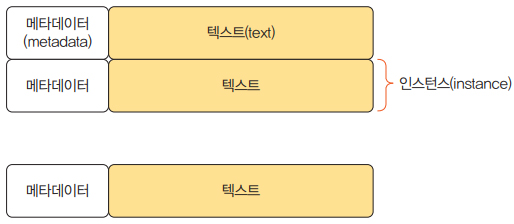 메타데이터
(metadata)
텍스트(text)
메타데이터
텍스트
인스턴스(instance)
메타데이터
텍스트